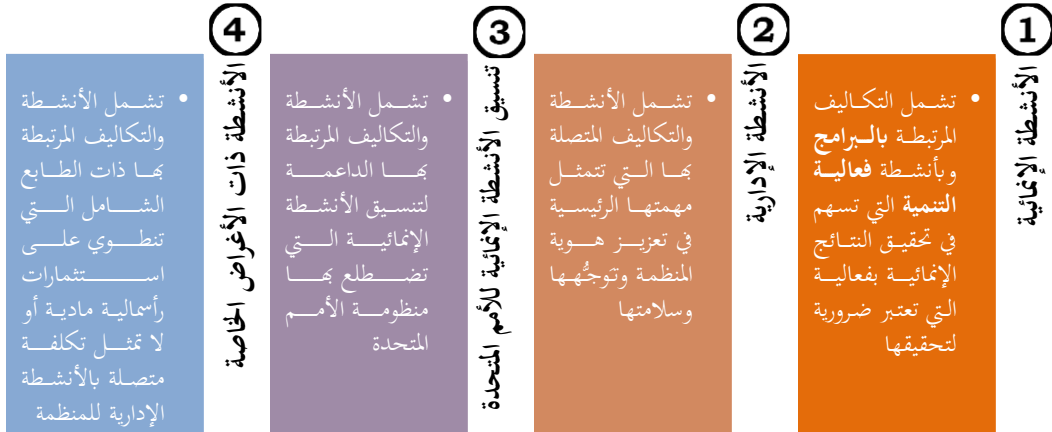 1
الأنشطة الإنمائية
• تشمل التكاليف
المرتبطة بالبرامج
وبأنشطة فعالية
التنمية التي تسهم
في تحقيق النتائج
الإنمائية بفعالية
التي تعتبر ضرورية
لتحقيقها
2
الأنشطة الإدارية
• تشمل الأنشطة
والتكاليف المتصلة
بها التي تتمثل
مهمتها الرئيسية
في تعزيز هوية
المنظمة وتوجُّهها
وسلامتها
3
تنسيق الأنشطة الإنمائية للأمم المتحدة
• تشمل الأنشطة
والتكاليف المرتبطة
بها الداعمة
لتنسيق الأنشطة
الإنمائية التي
تضطلع بها
منظومة الأمم
المتحدة
4
الأنشطة ذات الأغراض الخاصة
• تشمل الأنشطة
والتكاليف المرتبطة
بها ذات الطابع
الشامل التي
تنطوي على
استثمارات
رأسمالية مادية أو
لا تمثل تكلفة
متصلة بالأنشطة
الإدارية للمنظمة